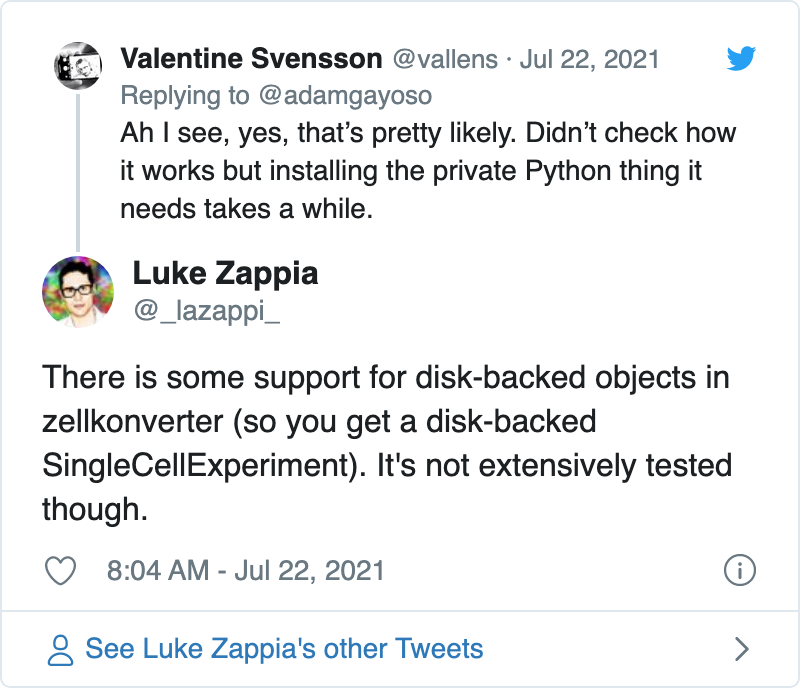 Valentine Svensson @vallens · Jul 22, 2021
Replying to @adamgayoso
Ah I see, yes, that’s pretty likely. Didn’t check how
it works but installing the private Python thing it
needs takes a while.
Luke Zappia
@_lazappi_
There is some support for disk-backed objects in
zellkonverter (so you get a disk-backed
SingleCellExperiment). It's not extensively tested
though.
8:04 AM - Jul 22, 2021
See Luke Zappia's other Tweets